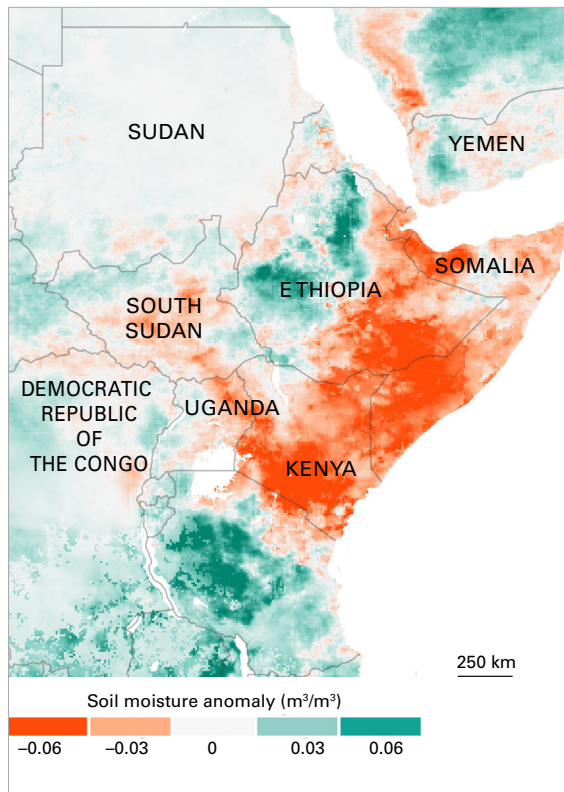 SUDAN
YEMEN
SOMALIA
ETHIOPIA
SOUTH
SUDAN
DEMOCRATIC
REPUBLIC
OF
THE CONGO
UGANDA
KENYA
250 km
Soil moisture anomaly (m³/m³)
−0.06 −0.03 0 0.03 0.06